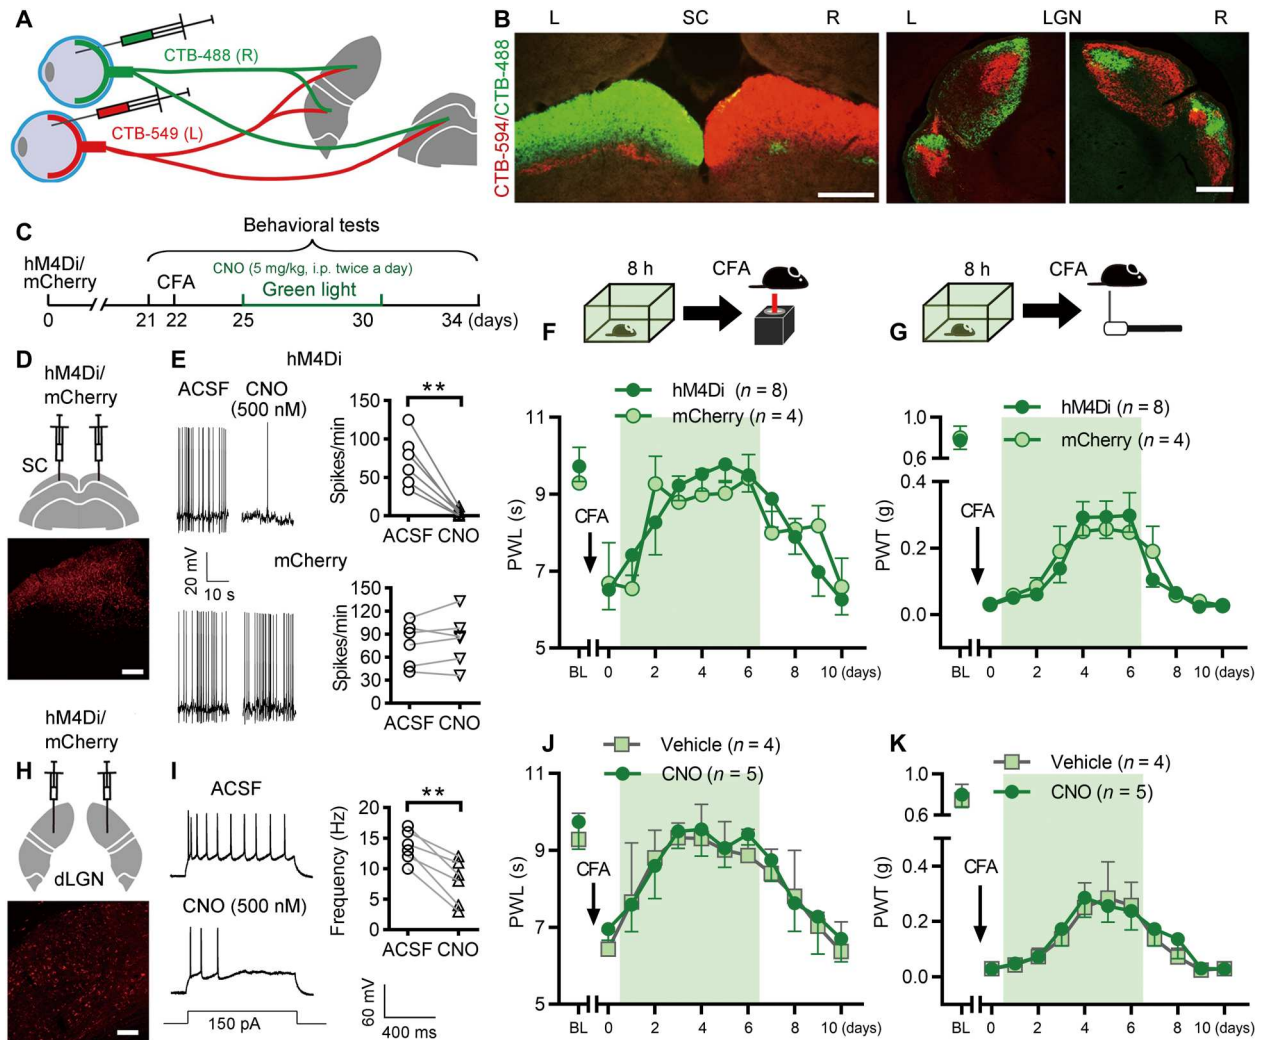 A
CTB-488 (R)
CTB-549 (L)
B
L SC R L LGN R
CTB-594/CTB-488
C
Behavioral tests
hM4Di/
mCherry
CFA
CNO (5 mg/kg, i.p. twice a day)
Green light
0 21 22 25 30 34 (days)
D
hM4Di/
mCherry
SC
E
hM4Di
ACSF CNO
(500 nM)
20 mV
10 s
mCherry
**
Spikes/min
150
100
50
0
ACSF CNO
Spikes/min
150
120
90
60
30
0
ACSF CNO
F
8 h CFA
hM4Di (n = 8)
mCherry (n = 4)
PWL (s)
11
9
7
5
CFA
BL 0 2 4 6 8 10 (days)
G
8 h CFA
hM4Di (n = 8)
mCherry (n = 4)
PWT (g)
1.0
0.6
0.4
0.2
0.0
CFA
BL 0 2 4 6 8 10 (days)
H
hM4Di/
mCherry
dLGN
I
ACSF
CNO (500 nM)
150 pA
**
Frequency (Hz)
20
15
10
5
0
ACSF CNO
60 mV
400 ms
J
Vehicle (n = 4)
CNO (n = 5)
PWL (s)
11
9
7
5
CFA
BL 0 2 4 6 8 10 (days)
K
Vehicle (n = 4)
CNO (n = 5)
PWT (g)
1.0
0.6
0.4
0.2
0.0
CFA
BL 0 2 4 6 8 10 (days)